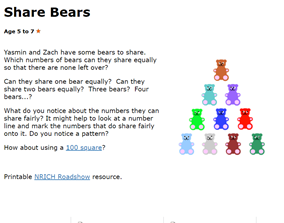 Share Bears
Age 5 to 7 ★
Yasmin and Zach have some bears to share.
Which numbers of bears can they share equally
so that there are none left over?
Can they share one bear equally? Can they
share two bears equally? Three bears? Four
bears...?
What do you notice about the numbers they can
share fairly? It might help to look at a number
line and mark the numbers that do share fairly
onto it. Do you notice a pattern?
How about using a 100 square?
Printable NRICH Roadshow resource.